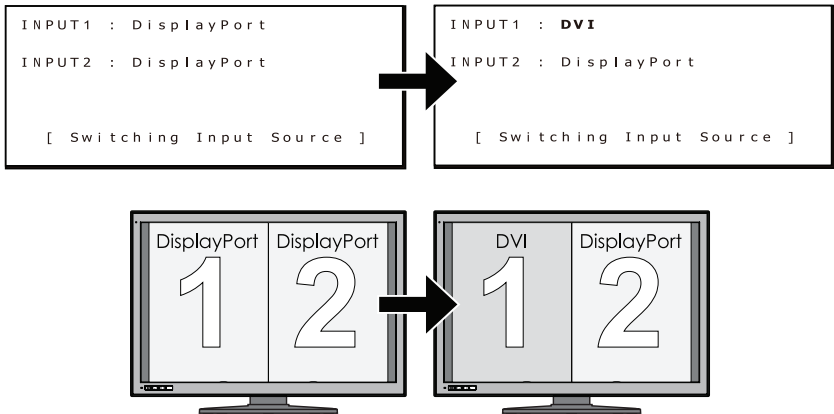 INPUT1 : DisplayPort
INPUT2 : DisplayPort
[ Switching Input Source ]
INPUT1 : DVI
INPUT2 : DisplayPort
[ Switching Input Source ]
DisplayPort DisplayPort
1 2
DVI DisplayPort
1 2